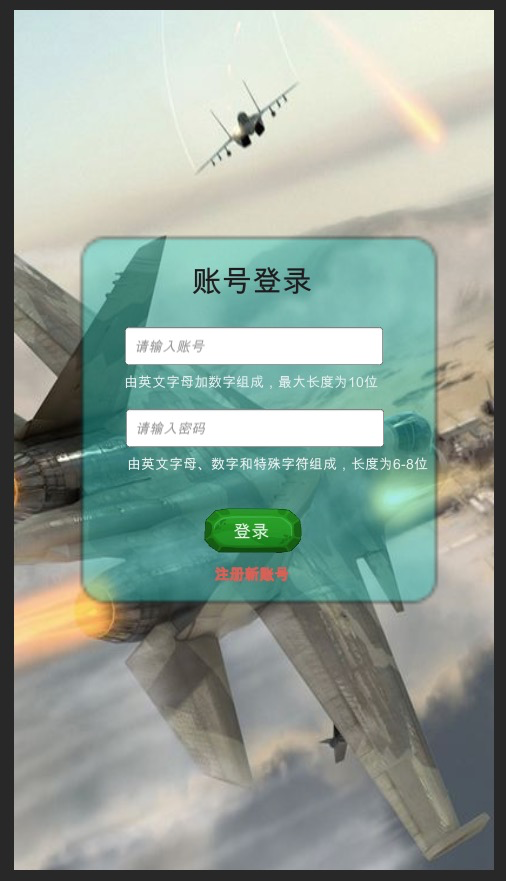 账号登录
请输入账号
由英文字母加数字组成，最大长度为10位
请输入密码
由英文字母、数字和特殊字符组成，长度为6-8位
登录
注册新账号